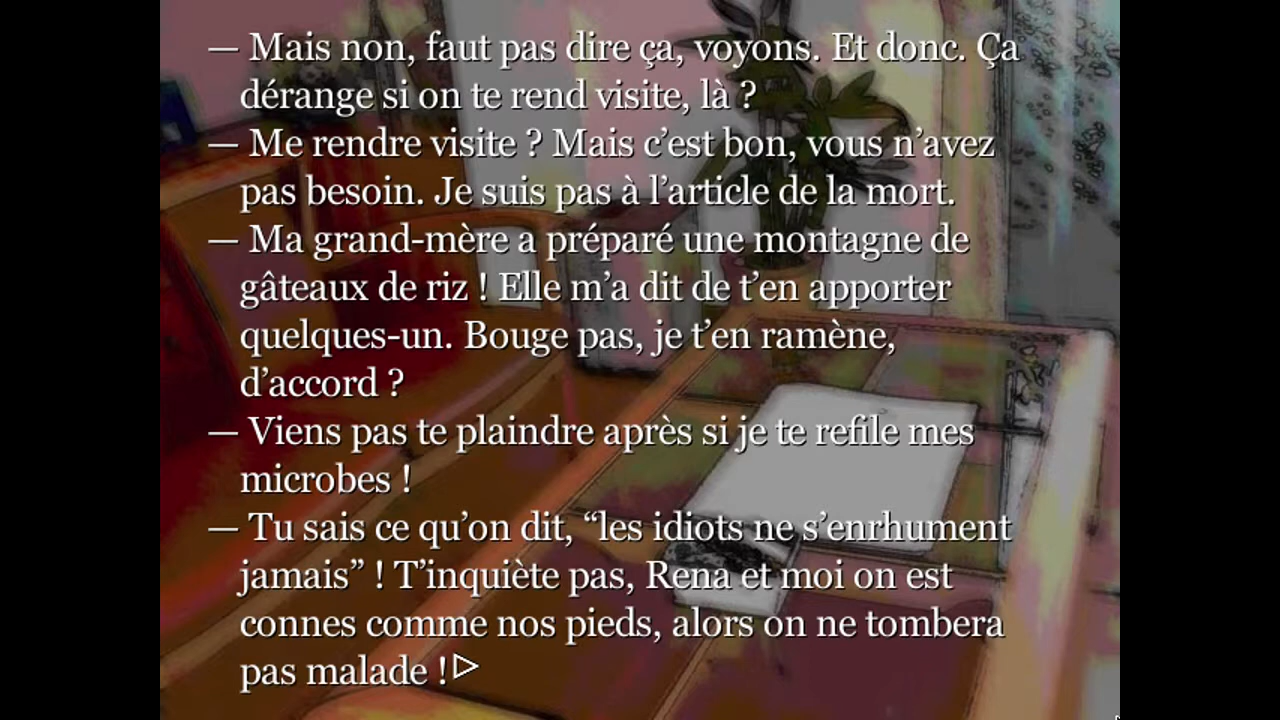 — Mais non, faut pas dire ça, voyons. Et donc. Ça
dérange si on te rend visite, là ?
— Me rendre visite ? Mais c’est bon, vous n’avez
pas besoin. Je suis pas à l’article de la mort.
— Ma grand-mère a préparé une montagne de
gâteaux de riz ! Elle m’a dit de t’en apporter
quelques-un. Bouge pas, je t’en ramène,
d’accord ?
— Viens pas te plaindre après si je te refile mes
microbes !
— Tu sais ce qu’on dit, “les idiots ne s’enrhument
jamais” ! T’inquiète pas, Rena et moi on est
connes comme nos pieds, alors on ne tombera
pas malade !